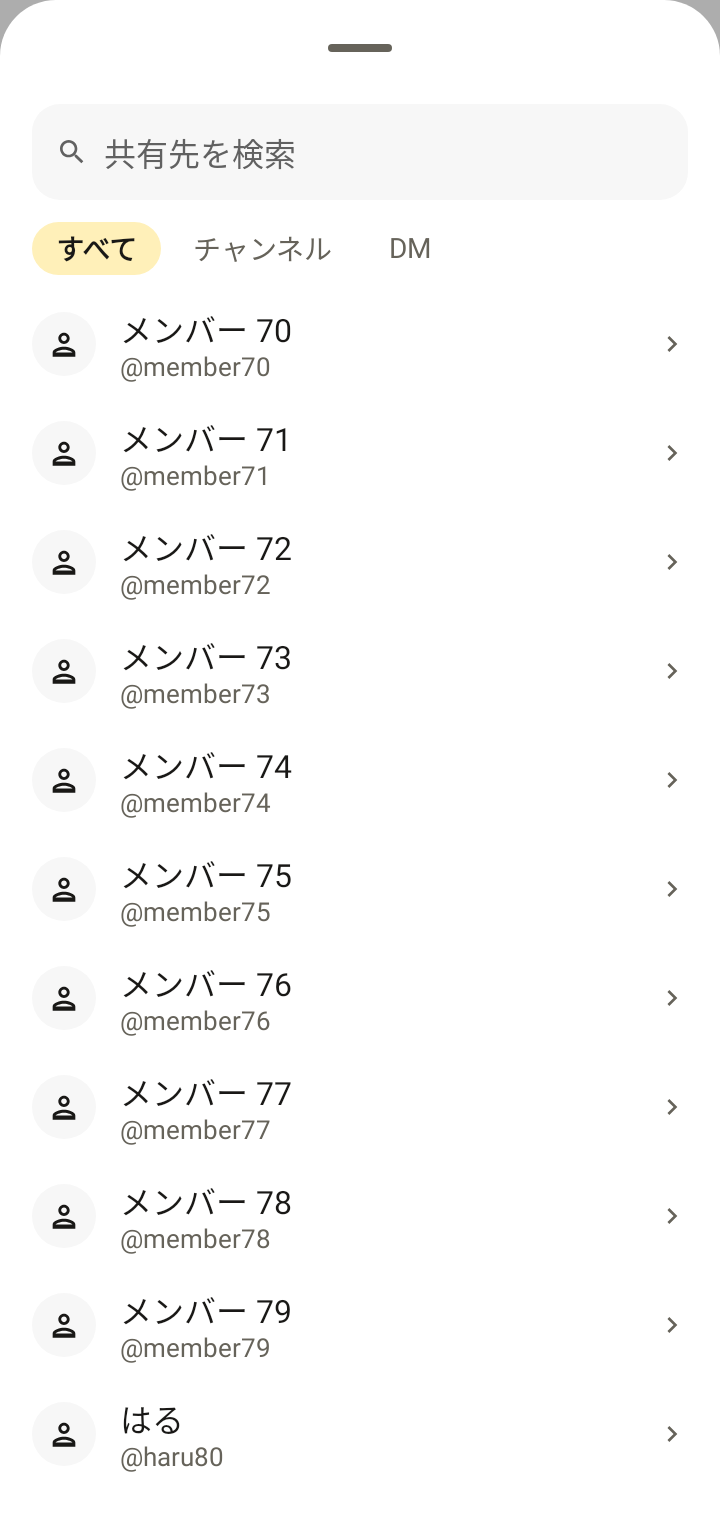 共有先を検索
すべて チャンネル DM
メンバー 70
@member70
メンバー 71
@member71
メンバー 72
@member72
メンバー 73
@member73
メンバー 74
@member74
メンバー 75
@member75
メンバー 76
@member76
メンバー 77
@member77
メンバー 78
@member78
メンバー 79
@member79
はる
@haru80